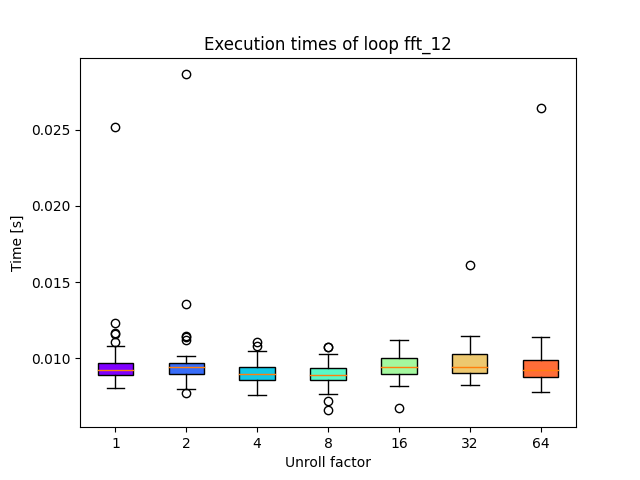 Execution times of loop fft_12
0.025
0.020
0.015
0.010
Time [s]
1 2 4 8 16 32 64
Unroll factor